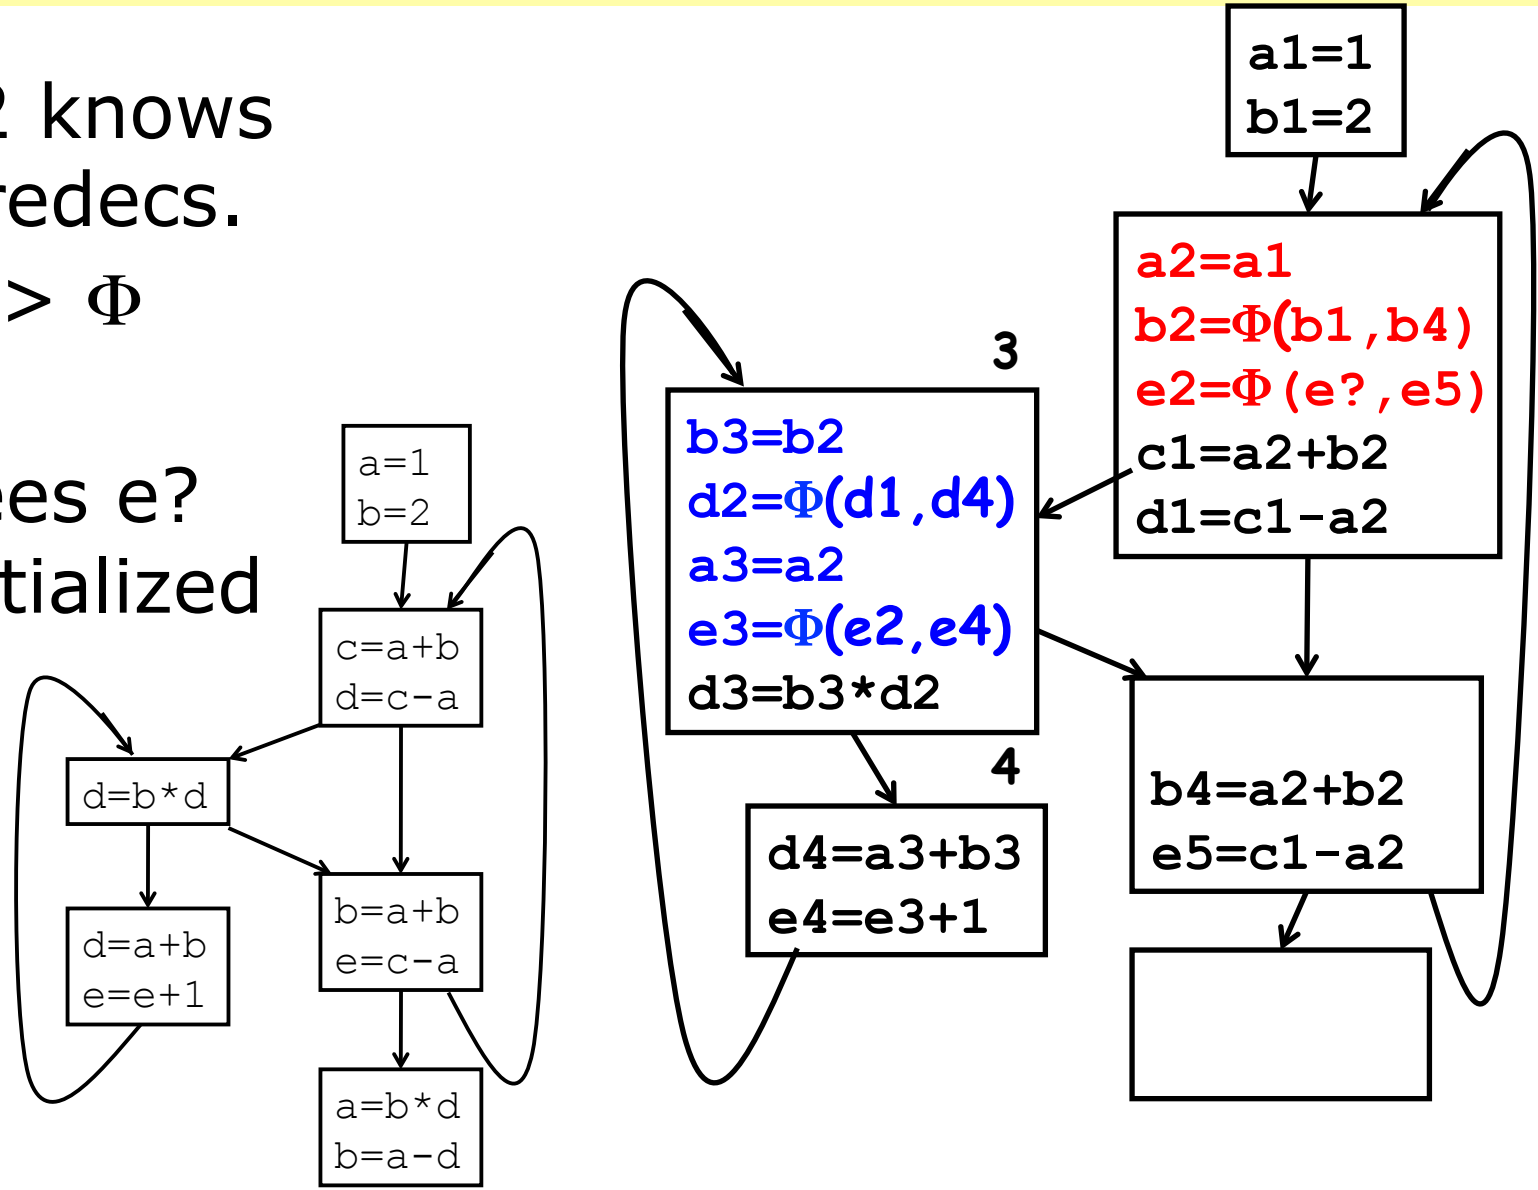 2 knows
redecs.
> Φ
ees e?
tialized
a=1
b=2
c=a+b
d=c-a
d=b*d
d=a+b
e=e+1
b=a+b
e=c-a
a=b*d
b=a-d
a1=1
b1=2
a2=a1
b2=Φ(b1,b4)
e2=Φ(e?,e5)
c1=a2+b2
d1=c1-a2
3
b3=b2
d2=Φ(d1,d4)
a3=a2
e3=Φ(e2,e4)
d3=b3*d2
4
d4=a3+b3
e4=e3+1
b4=a2+b2
e5=c1-a2